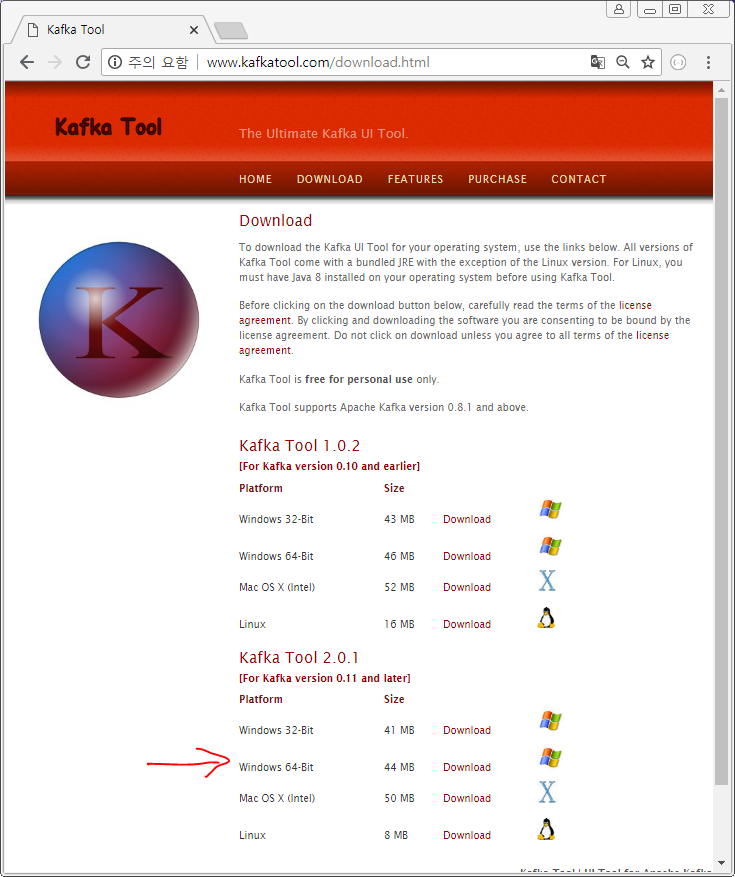 Kafka Tool
주의 요함 www.kafkatool.com/download.html
Kafka Tool
The Ultimate Kafka UI Tool.
HOME DOWNLOAD FEATURES PURCHASE CONTACT
Download
To download the Kafka UI Tool for your operating system, use the links below. All versions of
Kafka Tool come with a bundled JRE with the exception of the Linux version. For Linux, you
must have Java 8 installed on your operating system before using Kafka Tool.
Before clicking on the download button below, carefully read the terms of the license
agreement. By clicking and downloading the software you are consenting to be bound by the
license agreement. Do not click on download unless you agree to all terms of the license
agreement.
Kafka Tool is free for personal use only.
Kafka Tool supports Apache Kafka version 0.8.1 and above.
K
Kafka Tool 1.0.2
[For Kafka version 0.10 and earlier]
Platform Size
Windows 32-Bit 43 MB Download
Windows 64-Bit 46 MB Download
Mac OS X (Intel) 52 MB Download X
Linux 16 MB Download
Kafka Tool 2.0.1
[For Kafka version 0.11 and later]
Platform Size
Windows 32-Bit 41 MB Download
Windows 64-Bit 44 MB Download
Mac OS X (Intel) 50 MB Download X
Linux 8 MB Download
Kafka Tool | UI Tool for Apache Kafka